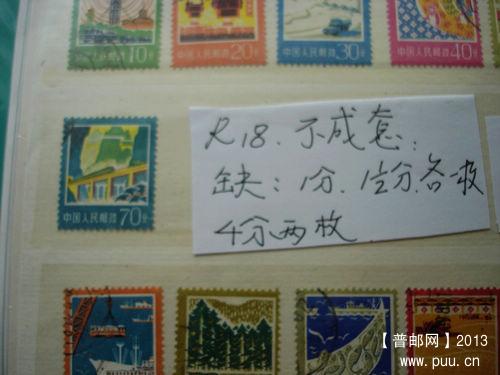 10分
20分
30分
40分
中国人民邮政
中国人民邮政
中国人民邮政
中国人民邮政
R18.不成套:
缺:1分.1½分.各一枚
4分两枚
中国人民邮政
70分
【普邮网】2013
www.puu.cn